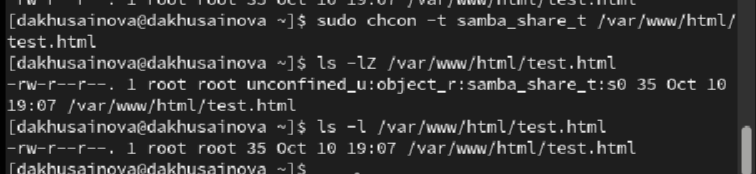 [dakhusainova@dakhusainova ~]$ sudo chcon -t samba_share_t /var/www/html/
test.html
[dakhusainova@dakhusainova ~]$ ls -lZ /var/www/html/test.html
-rw-r--r--. 1 root root unconfined_u:object_r:samba_share_t:s0 35 Oct 10
19:07 /var/www/html/test.html
[dakhusainova@dakhusainova ~]$ ls -l /var/www/html/test.html
-rw-r--r--. 1 root root 35 Oct 10 19:07 /var/www/html/test.html
[dakhusainova@dakhusainova ~]$